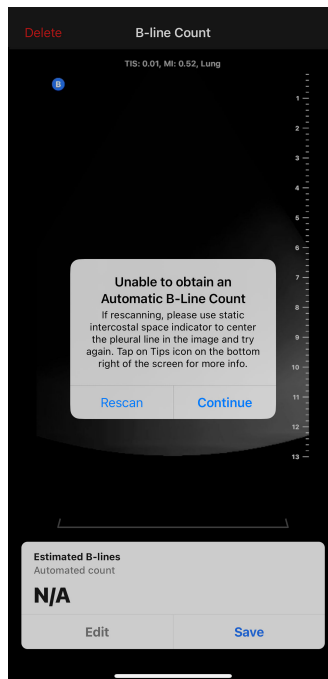 Delete
B-line Count
TIS: 0.01, MI: 0.52, Lung
B
1
2
3
4
5
6
7
8
9
10
11
12
13
Unable to obtain an
Automatic B-Line Count
If rescanning, please use static
intercostal space indicator to center
the pleural line in the image and try
again. Tap on Tips icon on the bottom
right of the screen for more info.
Rescan
Continue
Estimated B-lines
Automated count
N/A
Edit
Save